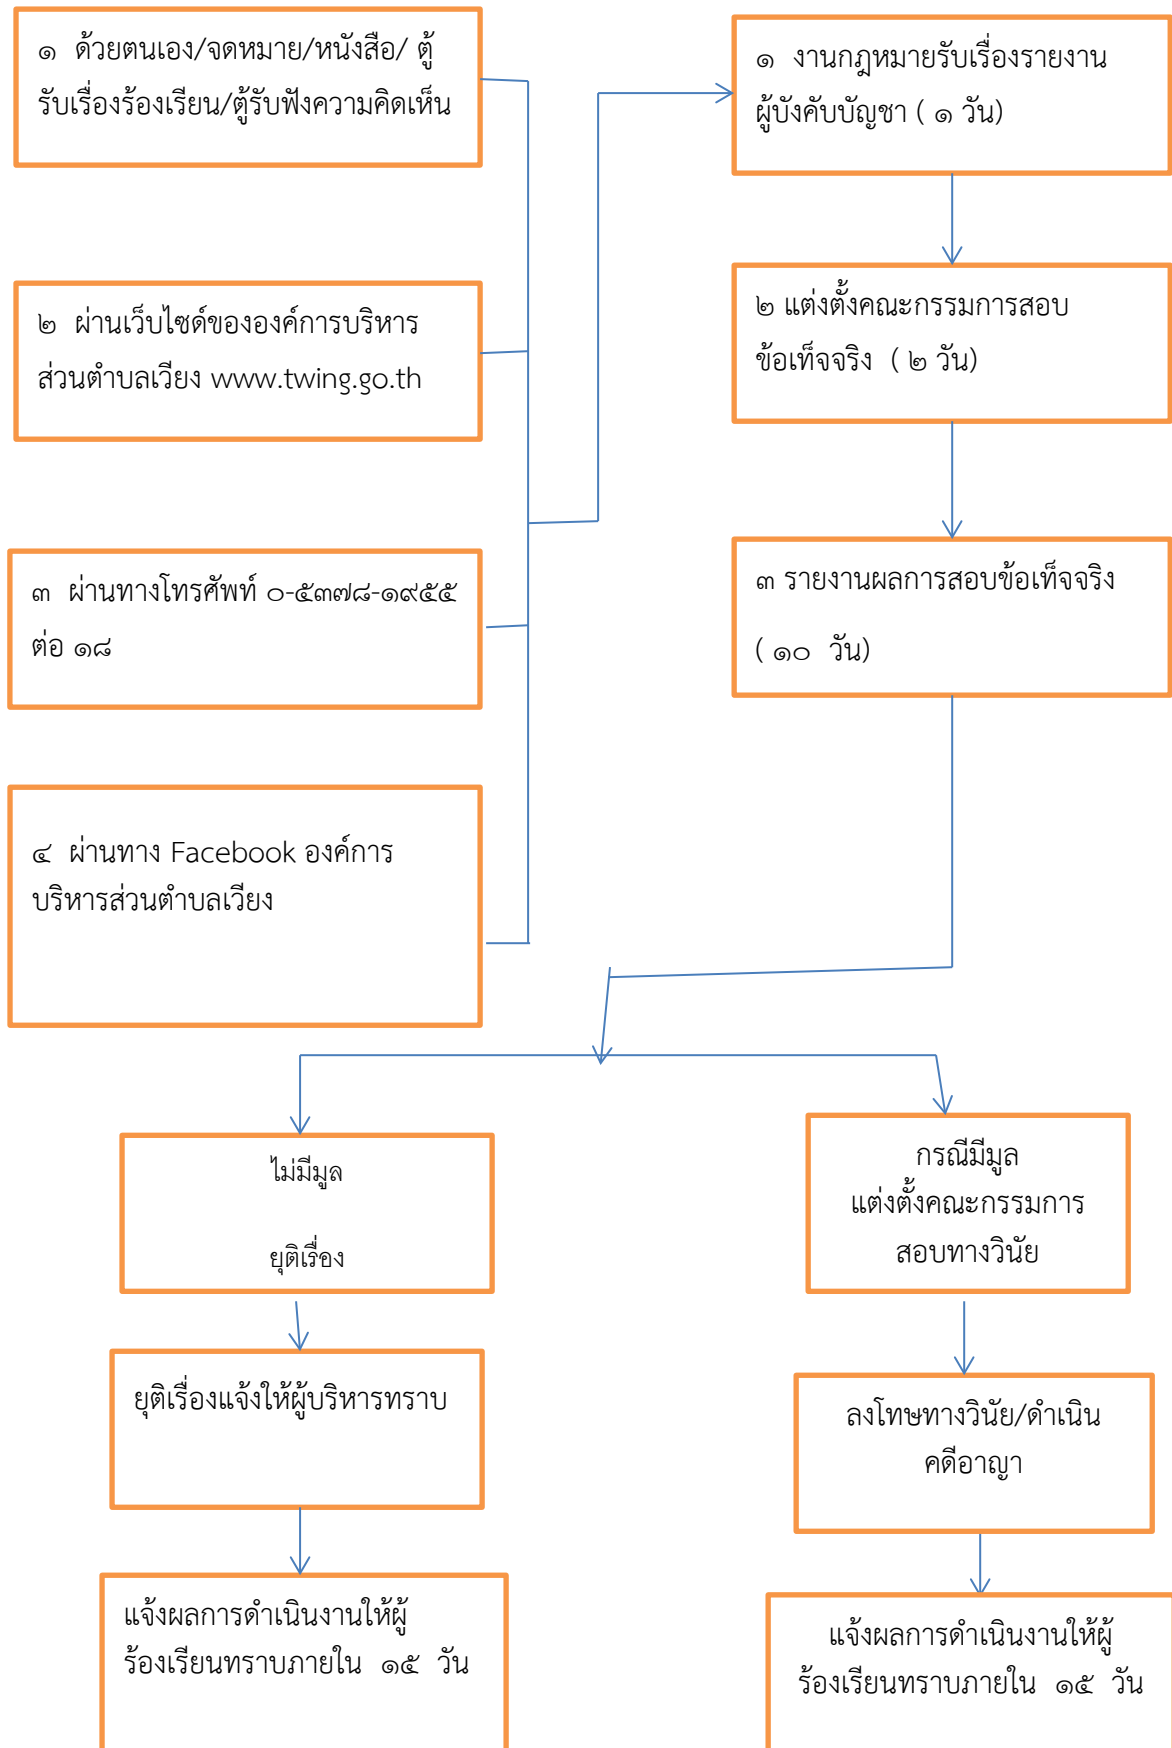 ๑ ด้วยตนเอง/จดหมาย/หนังสือ/ ตู้
รับเรื่องร้องเรียน/ตู้รับฟังความคิดเห็น
๒ ผ่านเว็บไซด์ขององค์การบริหาร
ส่วนตำบลเวียง www.twing.go.th
๓ ผ่านทางโทรศัพท์ ๐-๕๓๗๘-๑๙๕๕
ต่อ ๑๘
๔ ผ่านทาง Facebook องค์การ
บริหารส่วนตำบลเวียง
๑ งานกฎหมายรับเรื่องรายงาน
ผู้บังคับบัญชา ( ๑ วัน)
๒ แต่งตั้งคณะกรรมการสอบ
ข้อเท็จจริง ( ๒ วัน)
๓ รายงานผลการสอบข้อเท็จจริง
( ๑๐ วัน)
ไม่มีมูล
ยุติเรื่อง
ยุติเรื่องแจ้งให้ผู้บริหารทราบ
แจ้งผลการดำเนินงานให้ผู้
ร้องเรียนทราบภายใน ๑๕ วัน
กรณีมีมูล
แต่งตั้งคณะกรรมการ
สอบทางวินัย
ลงโทษทางวินัย/ดำเนิน
คดีอาญา
แจ้งผลการดำเนินงานให้ผู้
ร้องเรียนทราบภายใน ๑๕ วัน